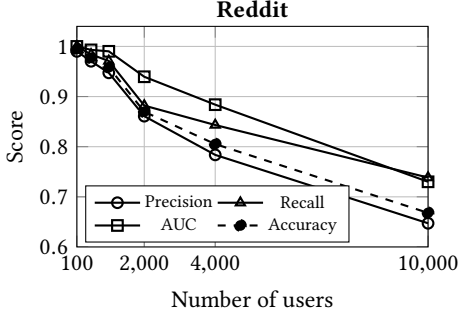 Reddit
1
0.9
0.8
0.7
0.6
Score
Precision Recall
AUC Accuracy
100 2,000 4,000 10,000
Number of users